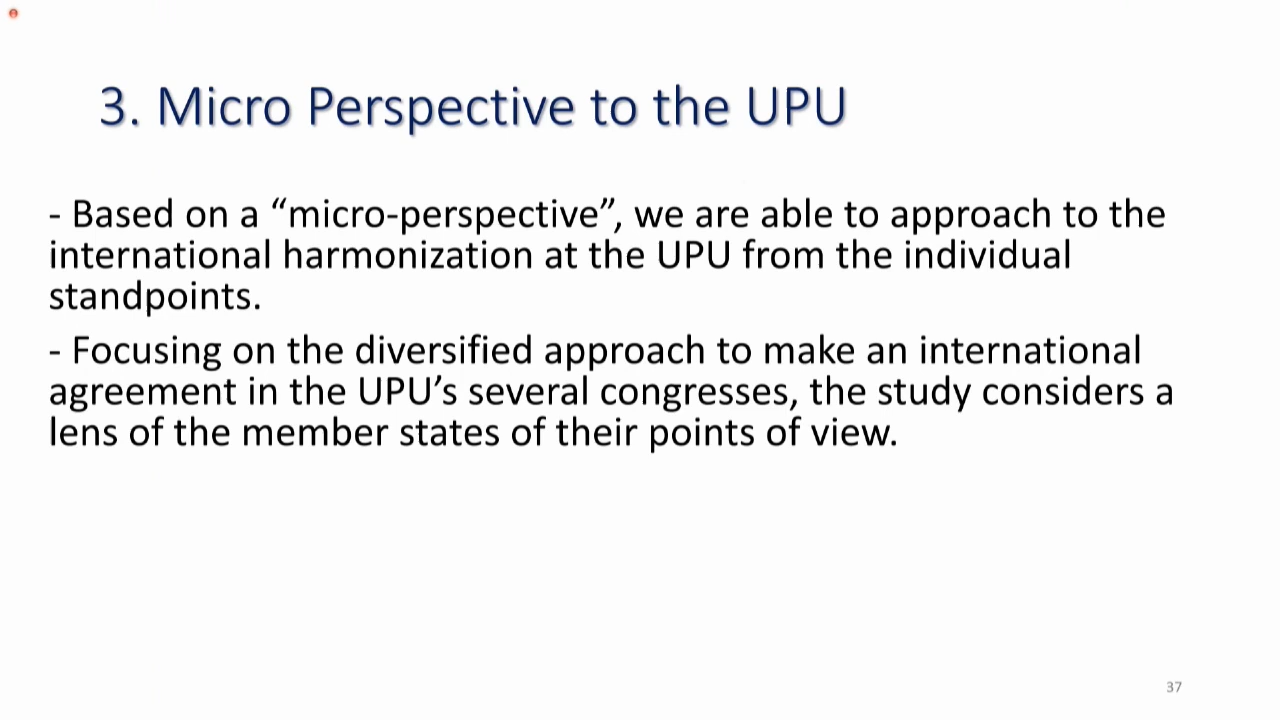 3. Micro Perspective to the UPU
- Based on a “micro-perspective”, we are able to approach to the
international harmonization at the UPU from the individual
standpoints.
- Focusing on the diversified approach to make an international
agreement in the UPU’s several congresses, the study considers a
lens of the member states of their points of view.
37